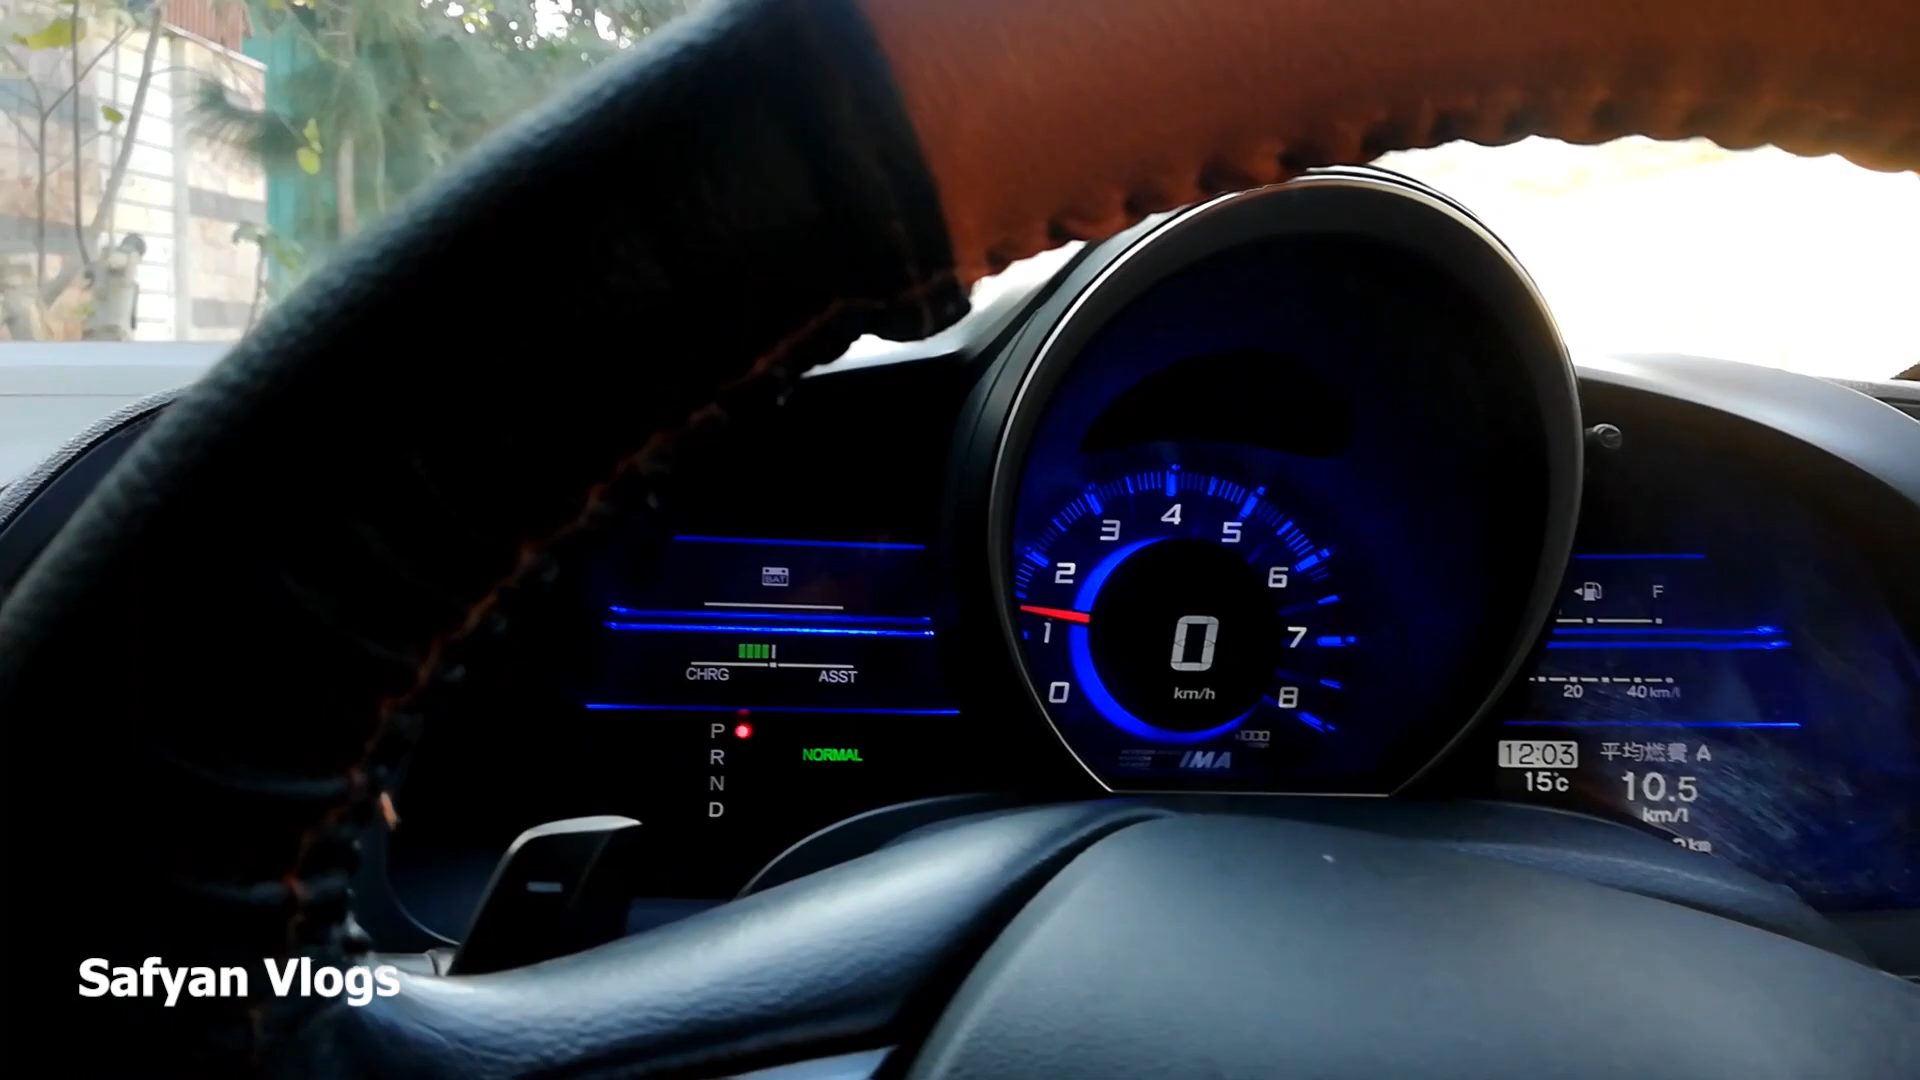 BAT
CHRG ASST
P
R
N
D
NORMAL
0 1 2 3 4 5 6 7 8
0
km/h
x1000
IMA
F
20 40 km/l
12:03
15°c
平均燃費 A
10.5
km/l
Safyan Vlogs